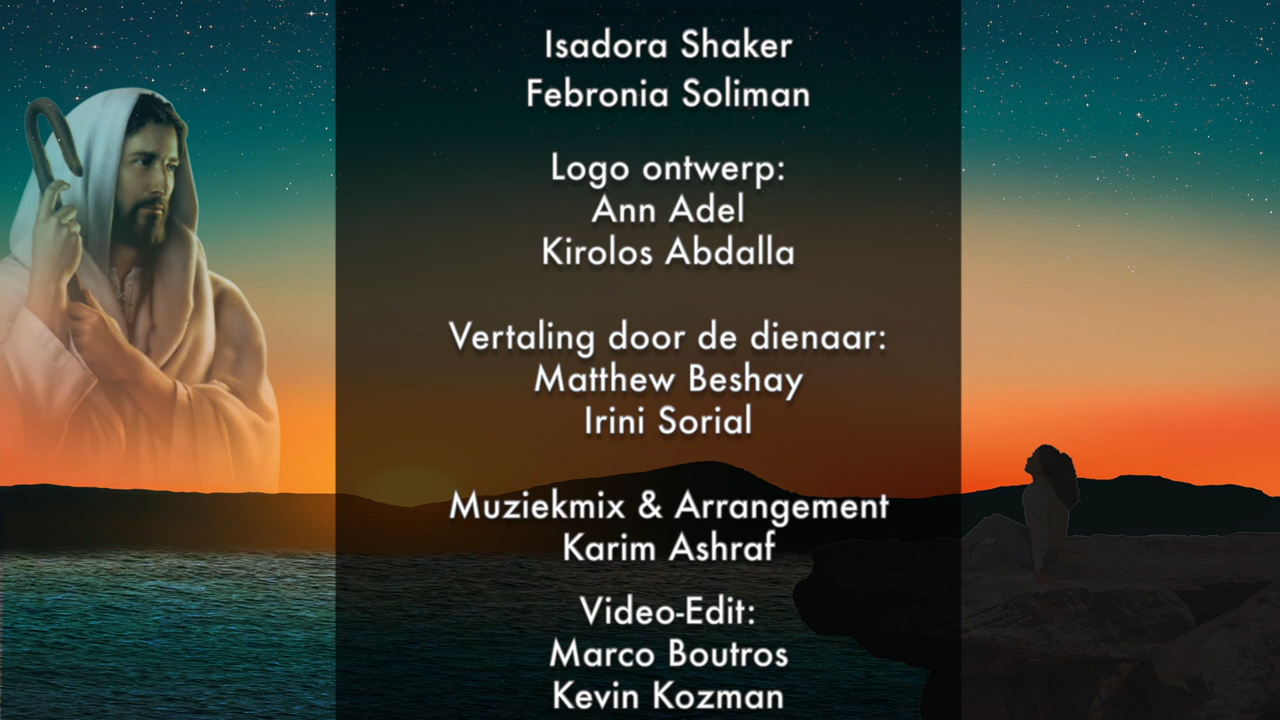 Isadora Shaker
Febronia Soliman
Logo ontwerp:
Ann Adel
Kirolos Abdalla
Vertaling door de dienaar:
Matthew Beshay
Irini Sorial
Muziekmix & Arrangement
Karim Ashraf
Video-Edit:
Marco Boutros
Kevin Kozman